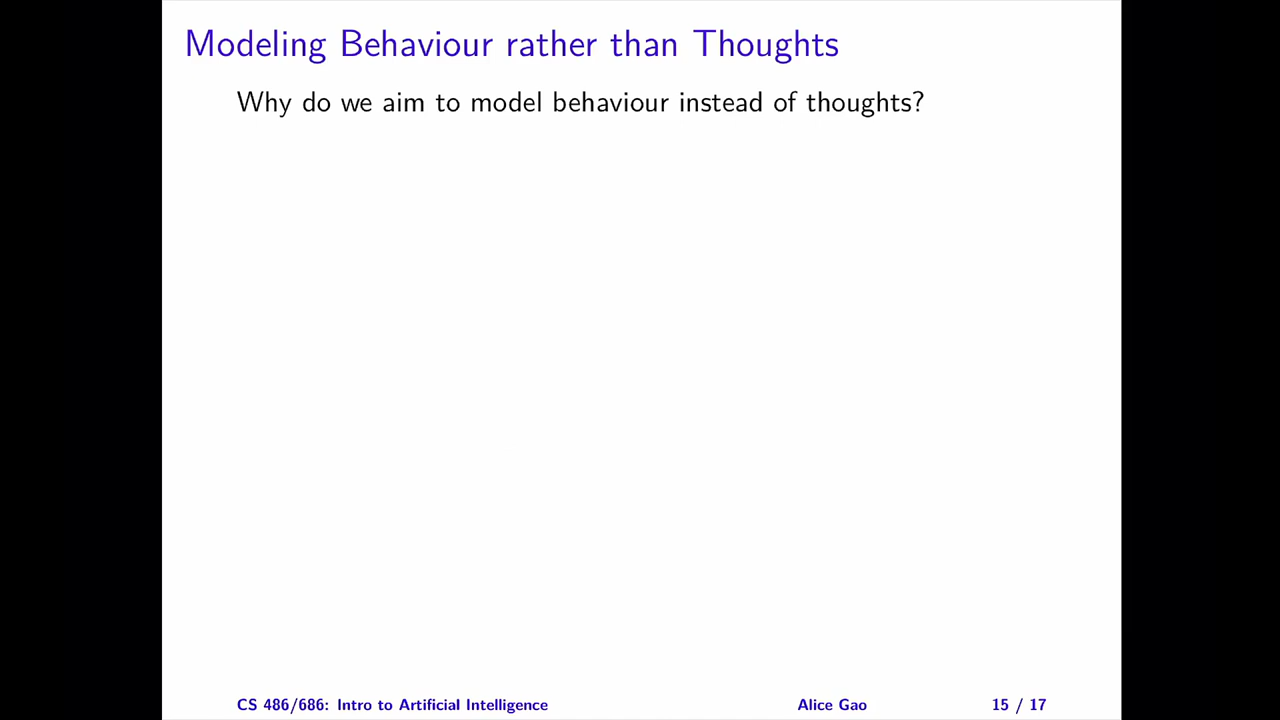 Modeling Behaviour rather than Thoughts
Why do we aim to model behaviour instead of thoughts?
CS 486/686: Intro to Artificial Intelligence Alice Gao 15 / 17